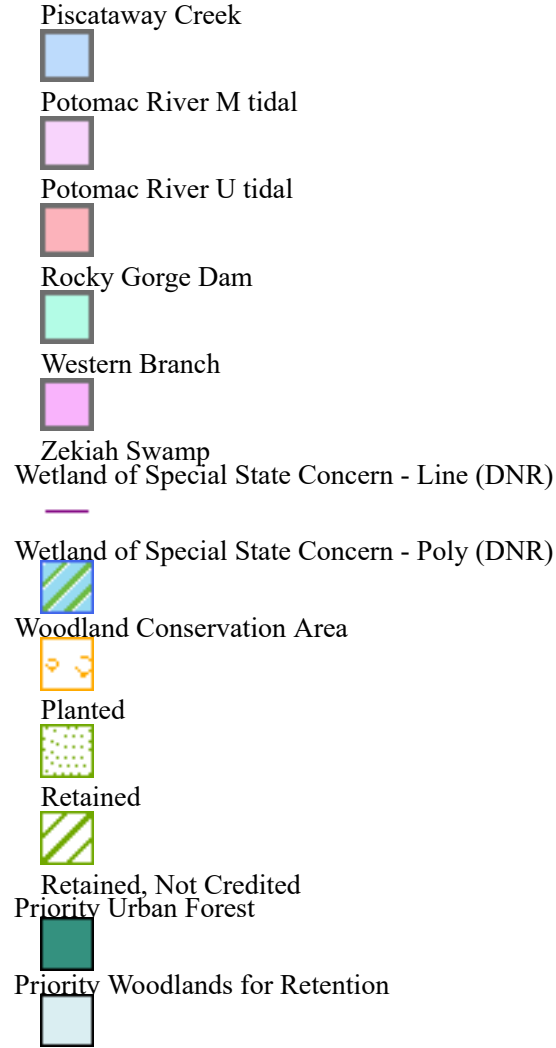 Piscataway Creek
Potomac River M tidal
Potomac River U tidal
Rocky Gorge Dam
Western Branch
Zekiah Swamp
Wetland of Special State Concern - Line (DNR)
Wetland of Special State Concern - Poly (DNR)
Woodland Conservation Area
Planted
Retained
Retained, Not Credited
Priority Urban Forest
Priority Woodlands for Retention